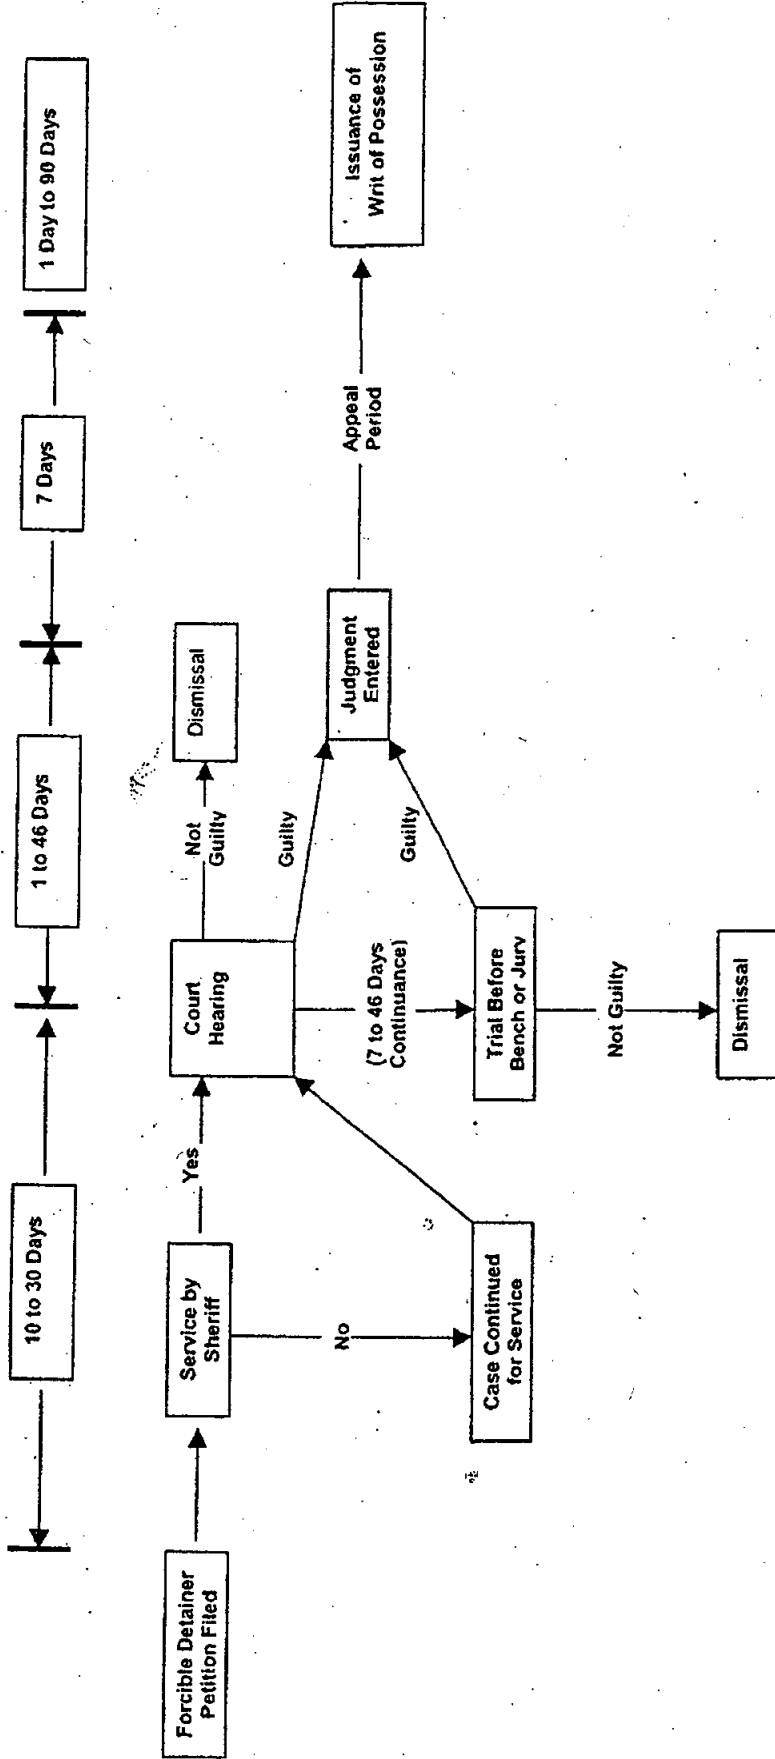 10 to 30 Days
1 to 46 Days
7 Days
1 Day to 90 Days
Forcible Detainer
Petition Filed
Service by
Sheriff
Yes
Court
Hearing
Not
Guilty
Dismissal
No
Case Continued
for Service
(7 to 46 Days
Continuance)
Guilty
Trial Before
Bench or Jury
Guilty
Judgment
Entered
Appeal
Period
Issuance of
Writ of Possession
Not Guilty
Dismissal